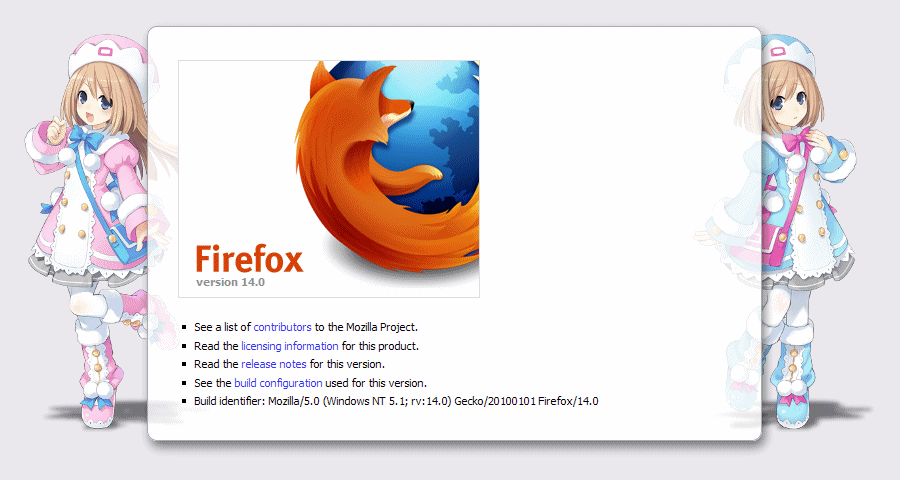 Firefox
version 14.0
See a list of contributors to the Mozilla Project.
Read the licensing information for this product.
Read the release notes for this version.
See the build configuration used for this version.
Build identifier: Mozilla/5.0 (Windows NT 5.1; rv:14.0) Gecko/20100101 Firefox/14.0